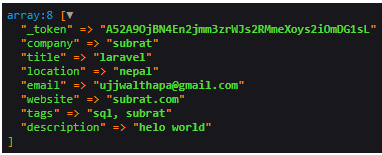 array:8 [▼
"_token" => "A52A9OjBN4En2jmm3zrWJs2RMmeXoys2iOmDG1sL"
"company" => "subrat"
"title" => "laravel"
"location" => "nepal"
"email" => "ujjwalthapa@gmail.com"
"website" => "subrat.com"
"tags" => "sql, subrat"
"description" => "helo world"
]